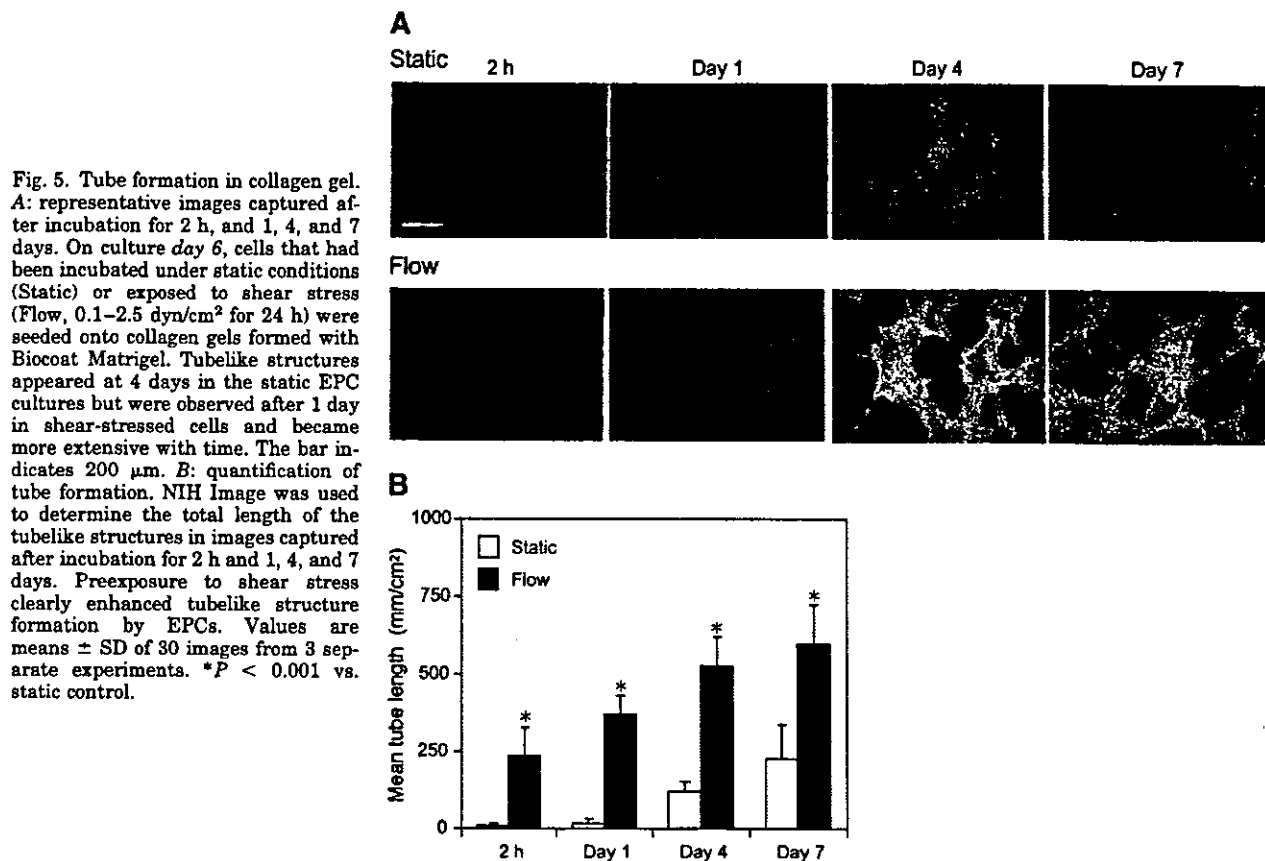 Fig. 5. Tube formation in collagen gel.
A: representative images captured af-
ter incubation for 2 h, and 1, 4, and 7
days. On culture day 6, cells that had
been incubated under static conditions
(Static) or exposed to shear stress
(Flow, 0.1–2.5 dyn/cm² for 24 h) were
seeded onto collagen gels formed with
Biocoat Matrigel. Tubelike structures
appeared at 4 days in the static EPC
cultures but were observed after 1 day
in shear-stressed cells and became
more extensive with time. The bar in-
dicates 200 μm. B: quantification of
tube formation. NIH Image was used
to determine the total length of the
tubelike structures in images captured
after incubation for 2 h and 1, 4, and 7
days. Preexposure to shear stress
clearly enhanced tubelike structure
formation by EPCs. Values are
means ± SD of 30 images from 3 sep-
arate experiments. *P < 0.001 vs.
static control.
A
Static
2 h Day 1 Day 4 Day 7
Flow
B
Mean tube length (mm/cm²)
1000
750
500
250
0
Static
Flow
* * * *
2 h Day 1 Day 4 Day 7